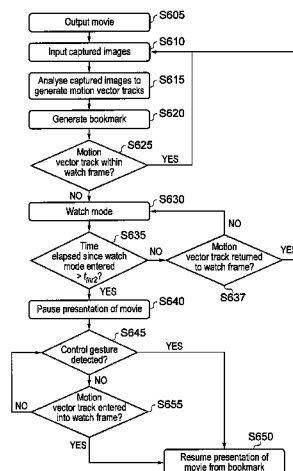 Output movie
S605
Input captured images
S610
Analyse captured images to
generate motion vector tracks
S615
Generate bookmark
S620
S625
Motion
vector track within
watch frame?
YES
NO
Watch mode
S630
NO
S635
Time
elapsed since watch
mode entered
> tthr2?
NO
Motion
vector track returned
to watch frame?
YES
S637
YES
Pause presentation of movie
S640
S645
Control gesture
detected?
YES
NO
Motion
vector track entered
into watch frame?
S655
NO
YES
S650
Resume presentation of
movie from bookmark